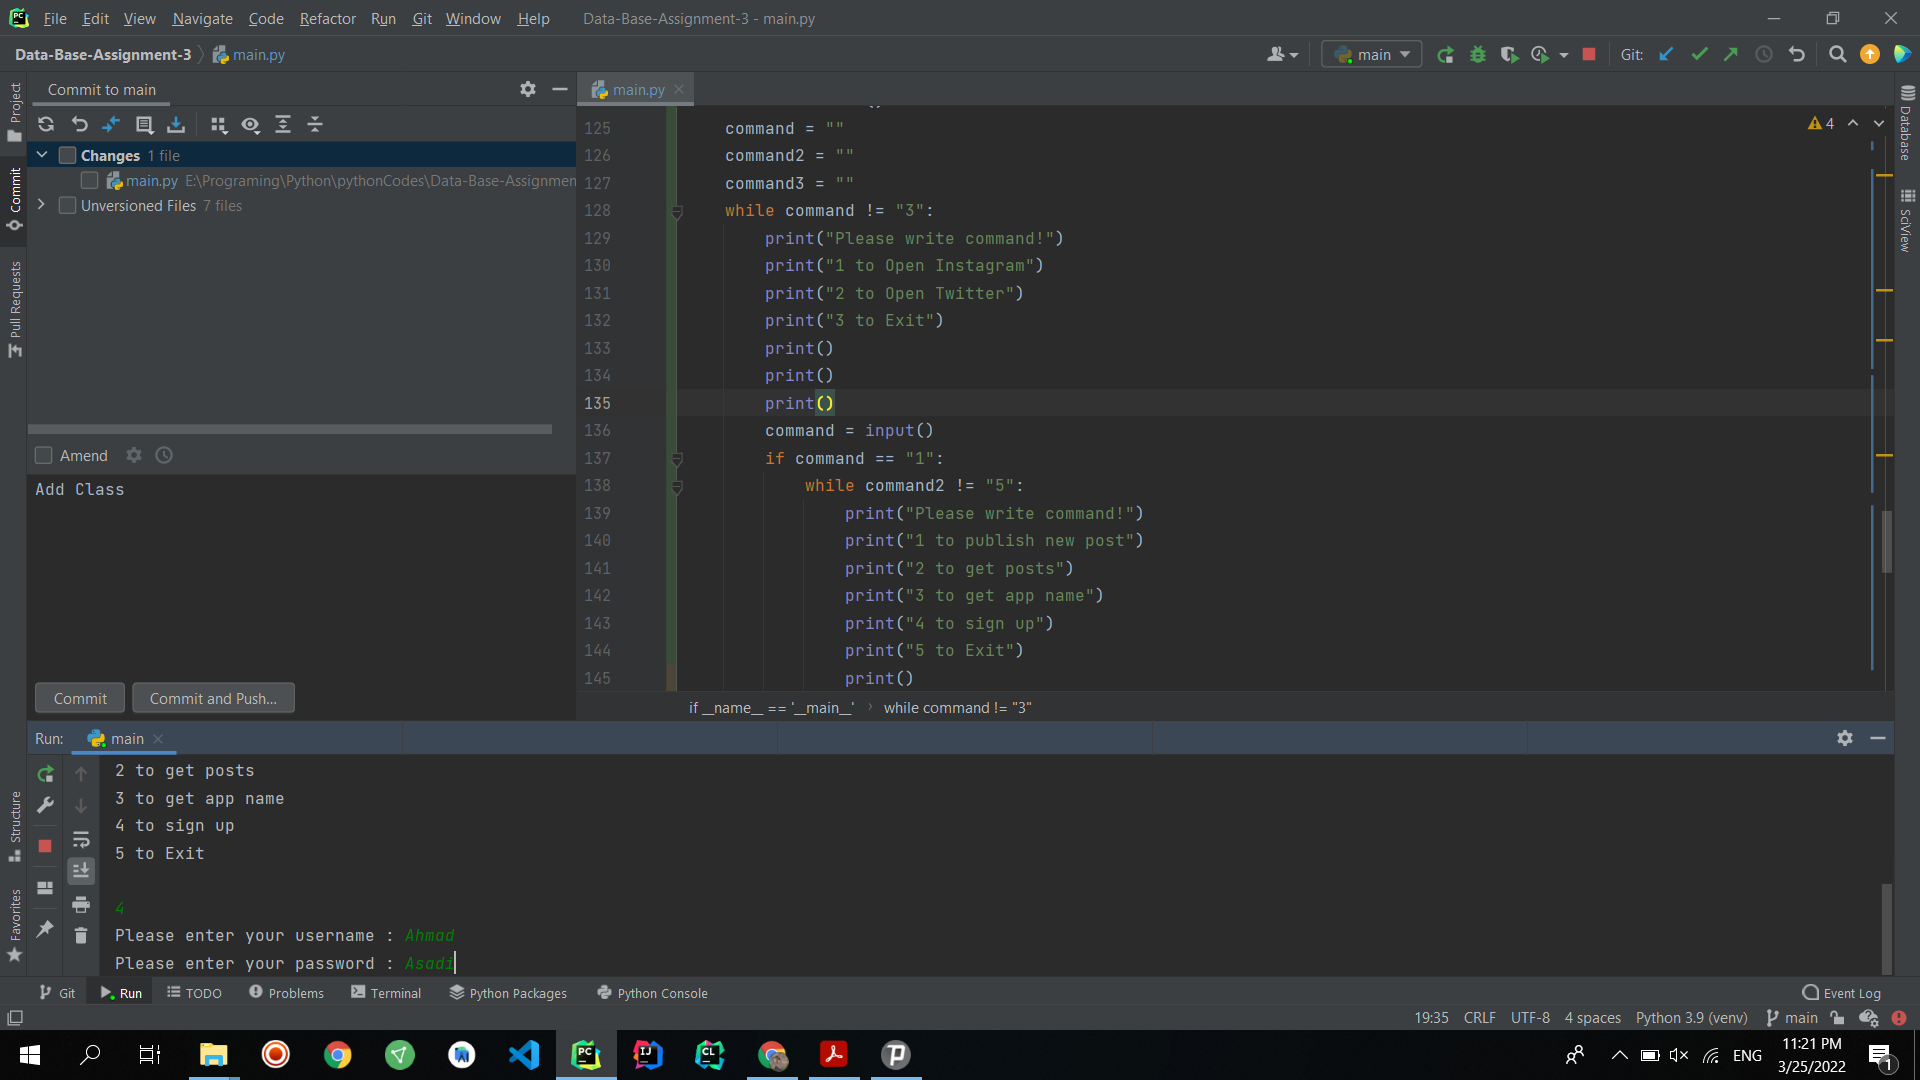 File Edit View Navigate Code Refactor Run Git Window Help Data-Base-Assignment-3 - main.py
Data-Base-Assignment-3 main.py main Git:
Project
Commit
Pull Requests
Structure
Favorites
Commit to main
Changes 1 file
main.py E:\Programing\Python\pythonCodes\Data-Base-Assignmen
Unversioned Files 7 files
Amend
Add Class
Commit Commit and Push...
main.py
4
125 command = ""
126 command2 = ""
127 command3 = ""
128 while command != "3":
129 print("Please write command!")
130 print("1 to Open Instagram")
131 print("2 to Open Twitter")
132 print("3 to Exit")
133 print()
134 print()
135 print()
136 command = input()
137 if command == "1":
138 while command2 != "5":
139 print("Please write command!")
140 print("1 to publish new post")
141 print("2 to get posts")
142 print("3 to get app name")
143 print("4 to sign up")
144 print("5 to Exit")
145 print()
if __name__ == '__main__' while command != "3"
Database
SciView
Run: main
2 to get posts
3 to get app name
4 to sign up
5 to Exit
4
Please enter your username : Ahmad
Please enter your password : Asadi
Git Run TODO Problems Terminal Python Packages Python Console Event Log
19:35 CRLF UTF-8 4 spaces Python 3.9 (venv) main
ENG 11:21 PM
3/25/2022
1